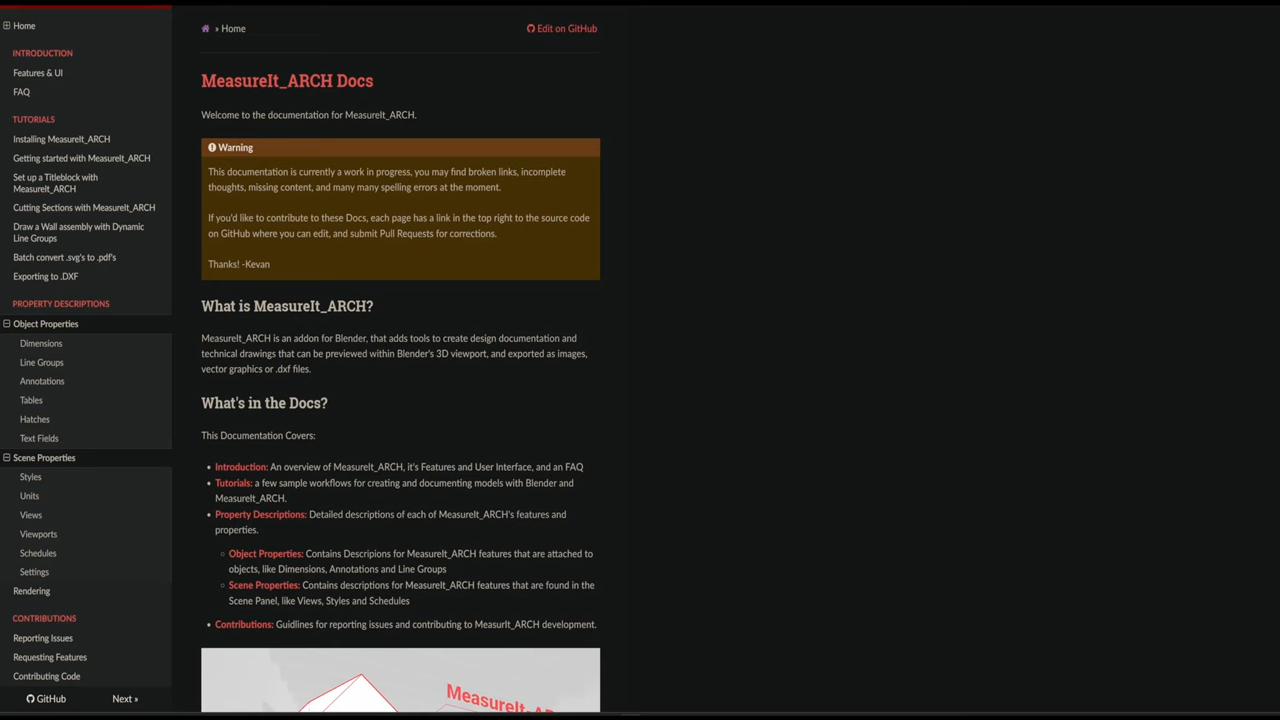 Home
INTRODUCTION
Features & UI
FAQ
TUTORIALS
Installing MeasureIt_ARCH
Getting started with MeasureIt_ARCH
Set up a Titleblock with
MeasureIt_ARCH
Cutting Sections with MeasureIt_ARCH
Draw a Wall assembly with Dynamic
Line Groups
Batch convert .svg's to .pdf's
Exporting to .DXF
PROPERTY DESCRIPTIONS
Object Properties
Dimensions
Line Groups
Annotations
Tables
Hatches
Text Fields
Scene Properties
Styles
Units
Views
Viewports
Schedules
Settings
Rendering
CONTRIBUTIONS
Reporting Issues
Requesting Features
Contributing Code
GitHub Next »
» Home
Edit on GitHub
MeasureIt_ARCH Docs
Welcome to the documentation for MeasureIt_ARCH.
Warning
This documentation is currently a work in progress, you may find broken links, incomplete
thoughts, missing content, and many many spelling errors at the moment.
If you'd like to contribute to these Docs, each page has a link in the top right to the source code
on GitHub where you can edit, and submit Pull Requests for corrections.
Thanks! -Kevan
What is MeasureIt_ARCH?
MeasureIt_ARCH is an addon for Blender, that adds tools to create design documentation and
technical drawings that can be previewed within Blender's 3D viewport, and exported as images,
vector graphics or .dxf files.
What's in the Docs?
This Documentation Covers:
• Introduction: An overview of MeasureIt_ARCH, it's Features and User Interface, and an FAQ
• Tutorials: a few sample workflows for creating and documenting models with Blender and
MeasureIt_ARCH.
• Property Descriptions: Detailed descriptions of each of MeasureIt_ARCH's features and
properties.
◦ Object Properties: Contains Descripions for MeasureIt_ARCH features that are attached to
objects, like Dimensions, Annotations and Line Groups
◦ Scene Properties: Contains descriptions for MeasureIt_ARCH features that are found in the
Scene Panel, like Views, Styles and Schedules
• Contributions: Guidlines for reporting issues and contributing to MeasurIt_ARCH development.